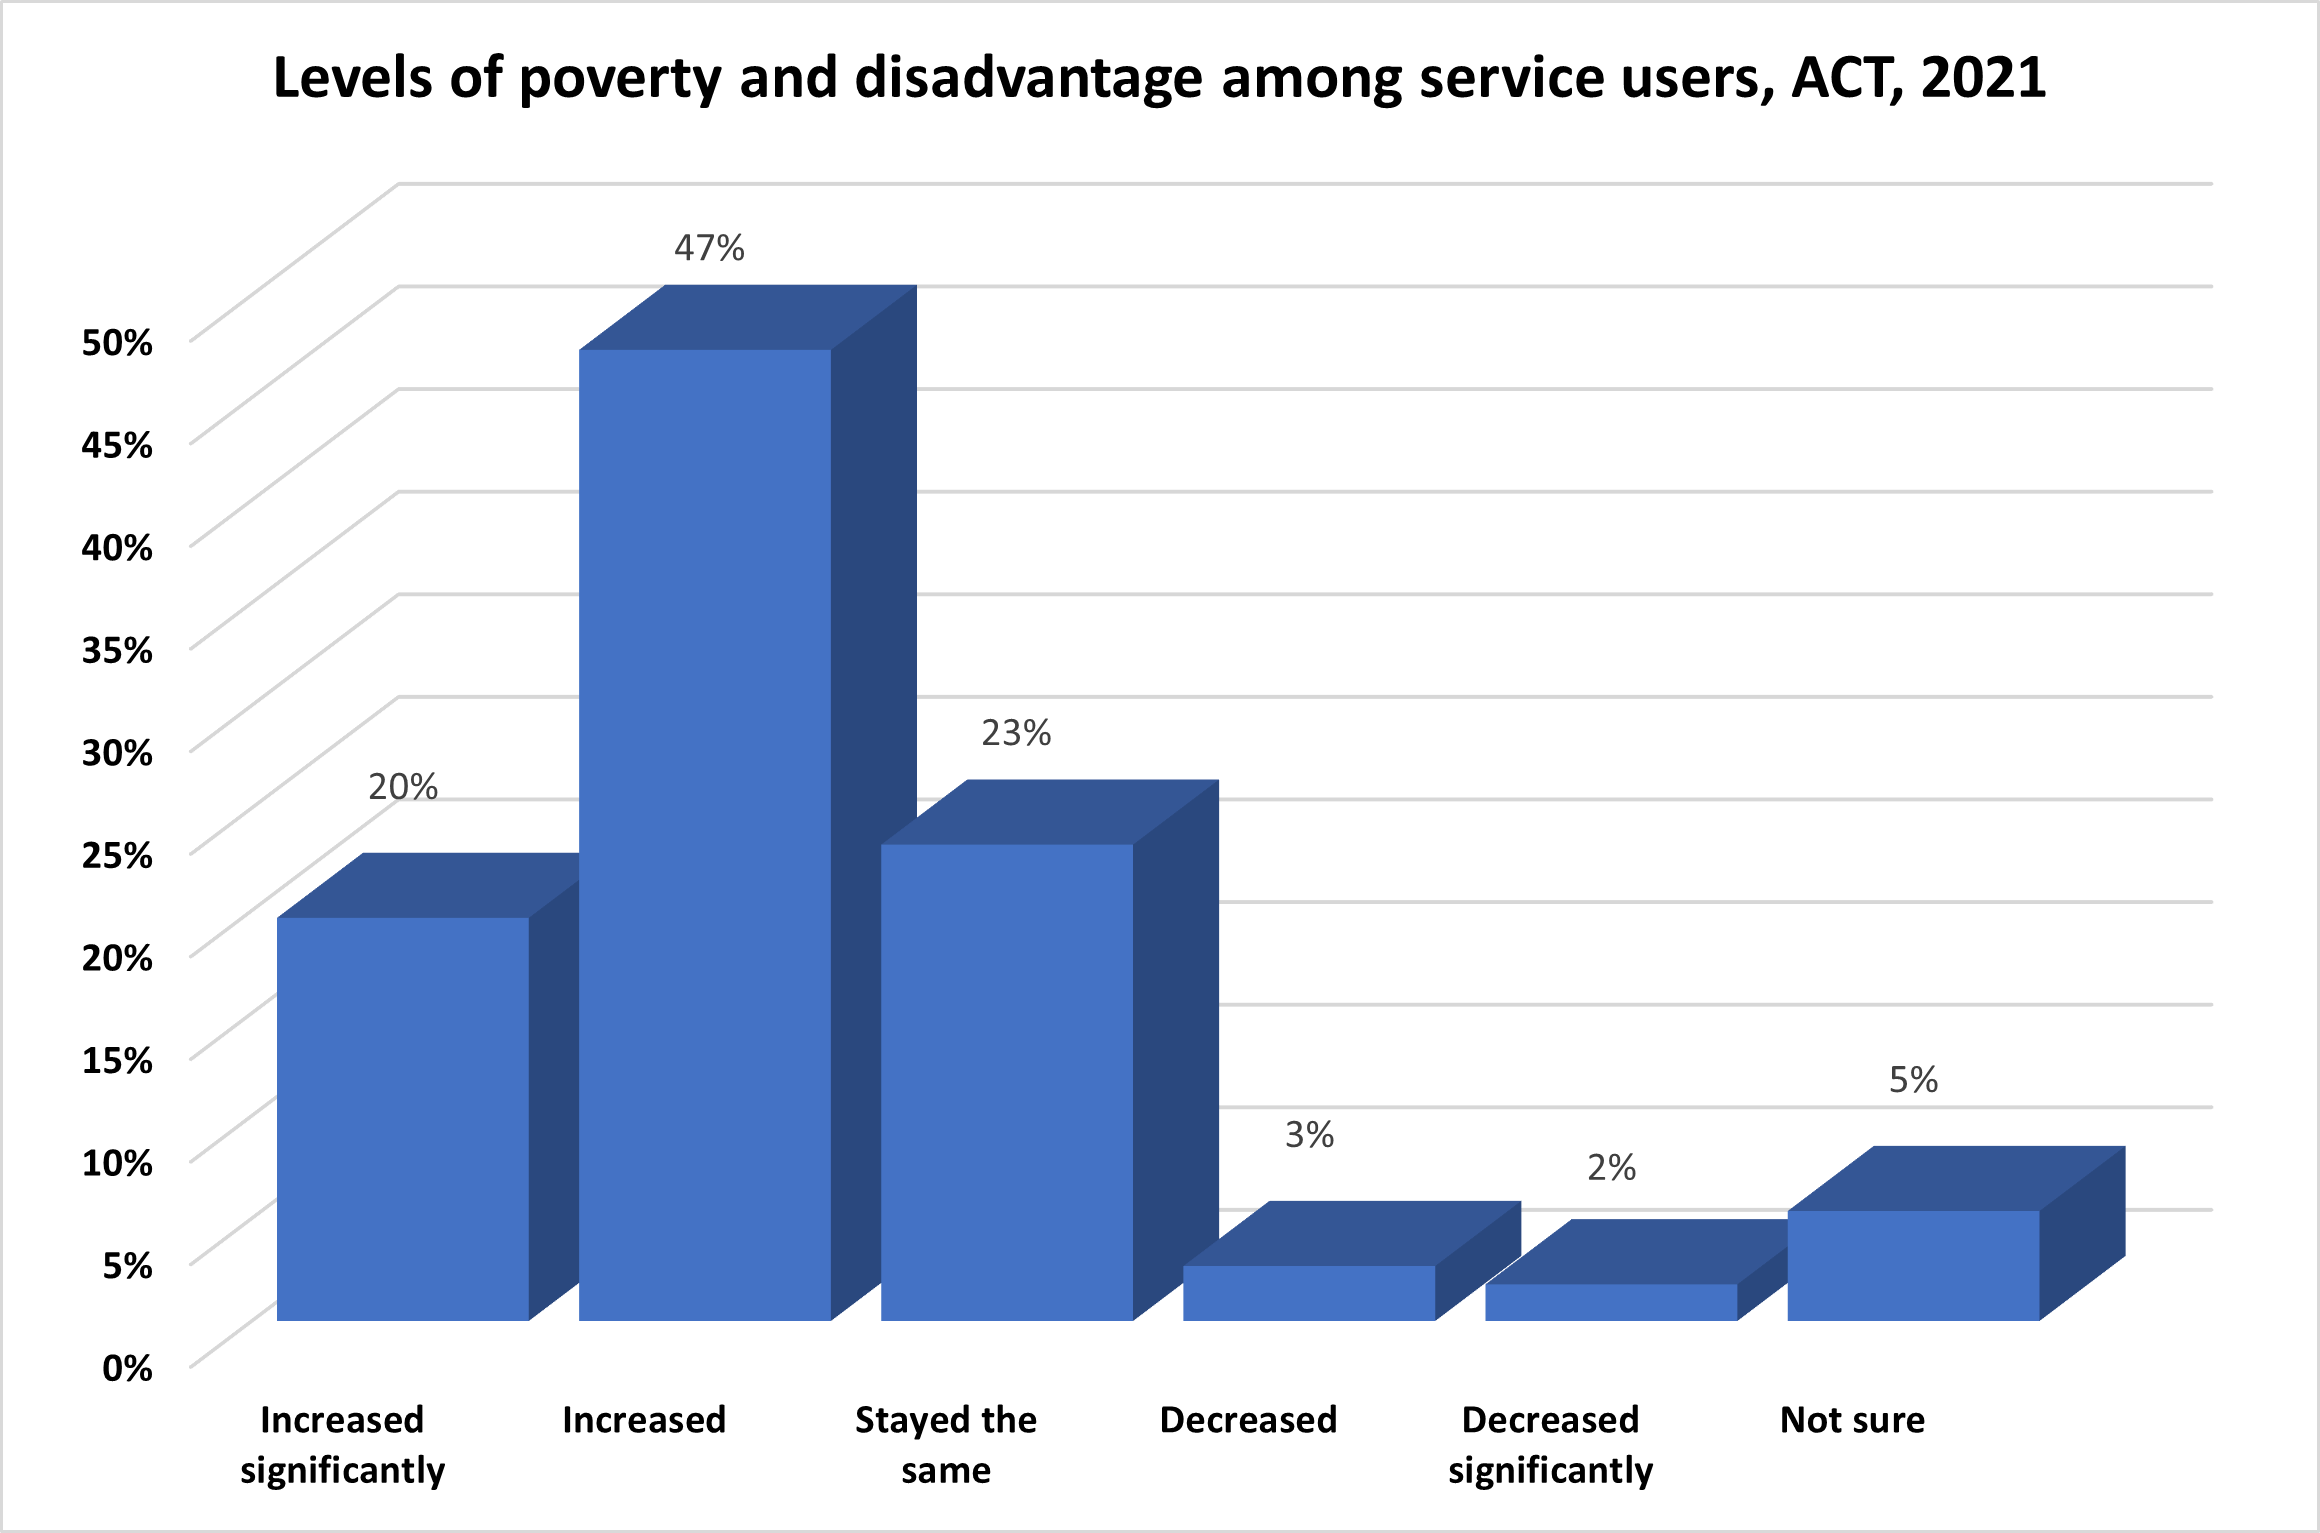 Levels of poverty and disadvantage among service users, ACT, 2021
50%
45%
40%
35%
30%
25%
20%
15%
10%
5%
0%
20%
47%
23%
3%
2%
5%
Increased
significantly
Increased
Stayed the
same
Decreased
Decreased
significantly
Not sure